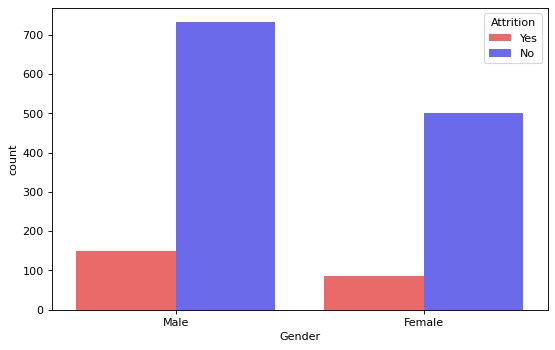 Attrition
Yes
No
700
600
500
400
300
200
100
0
count
Male
Female
Gender